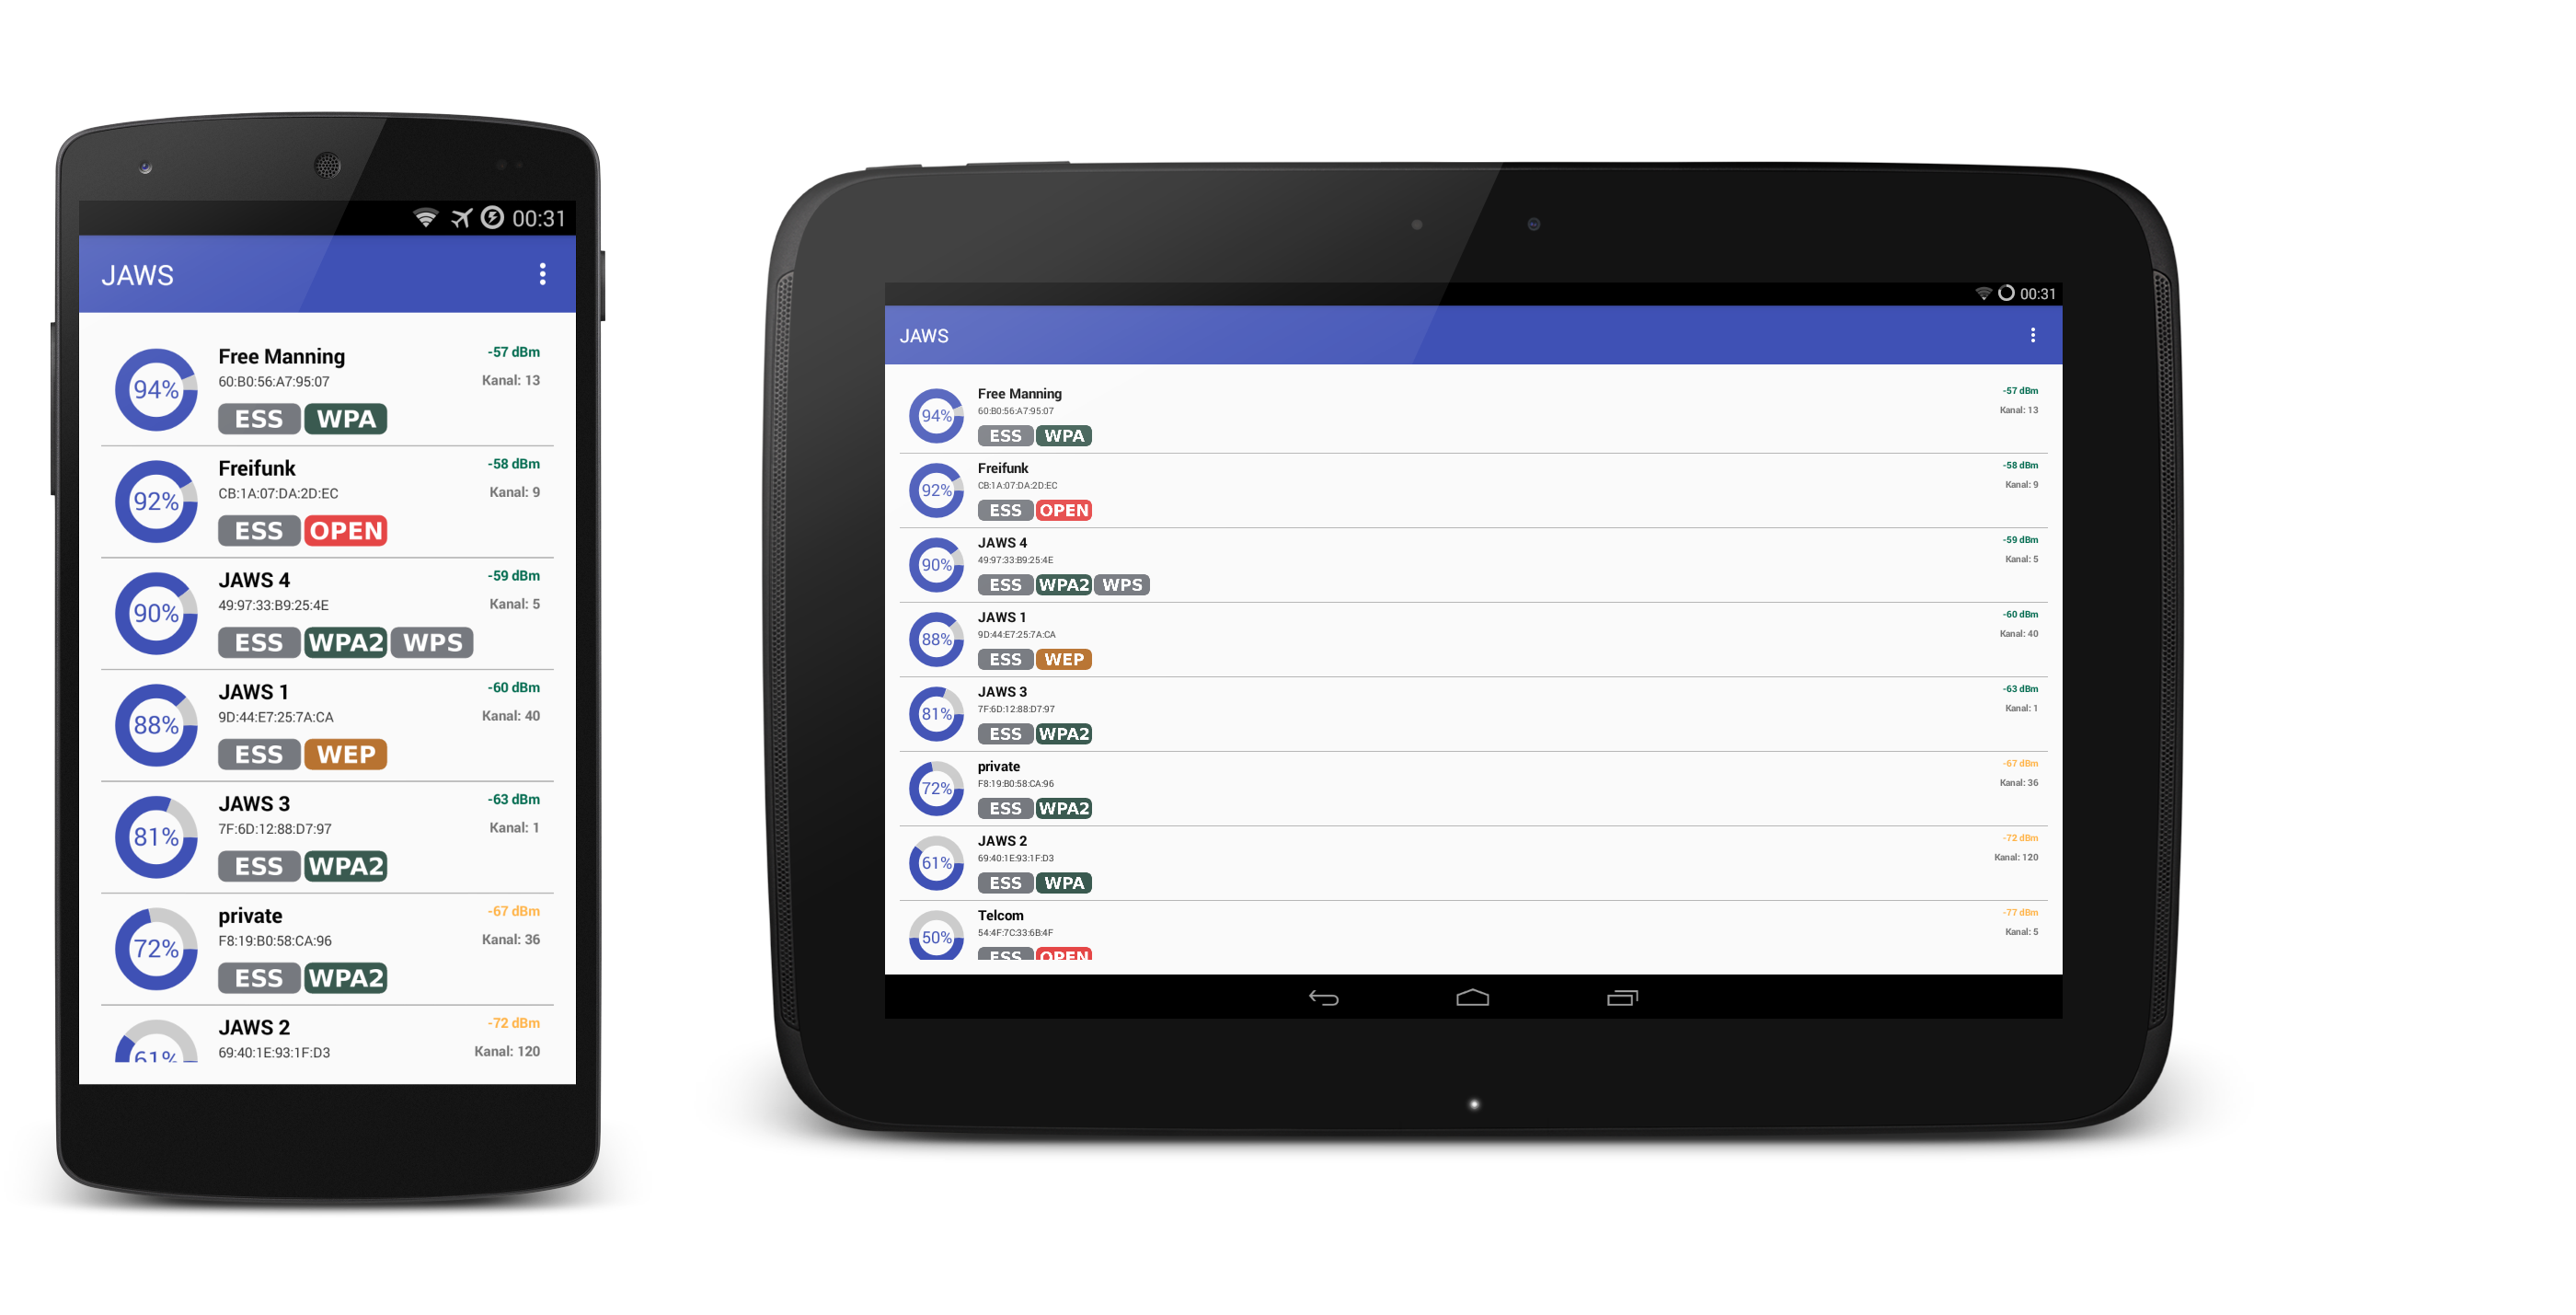 00:31
JAWS
94%
Free Manning
-57 dBm
60:B0:56:A7:95:07
Kanal: 13
ESS WPA
92%
Freifunk
-58 dBm
CB:1A:07:DA:2D:EC
Kanal: 9
ESS OPEN
90%
JAWS 4
-59 dBm
49:97:33:B9:25:4E
Kanal: 5
ESS WPA2 WPS
88%
JAWS 1
-60 dBm
9D:44:E7:25:7A:CA
Kanal: 40
ESS WEP
81%
JAWS 3
-63 dBm
7F:6D:12:88:D7:97
Kanal: 1
ESS WPA2
72%
private
-67 dBm
F8:19:B0:58:CA:96
Kanal: 36
ESS WPA2
61%
JAWS 2
-72 dBm
69:40:1E:93:1F:D3
Kanal: 120
00:31
JAWS
94%
Free Manning
-57 dBm
60:B0:56:A7:95:07
Kanal: 13
ESS WPA
92%
Freifunk
-58 dBm
CB:1A:07:DA:2D:EC
Kanal: 9
ESS OPEN
90%
JAWS 4
-59 dBm
49:97:33:B9:25:4E
Kanal: 5
ESS WPA2 WPS
88%
JAWS 1
-60 dBm
9D:44:E7:25:7A:CA
Kanal: 40
ESS WEP
81%
JAWS 3
-63 dBm
7F:6D:12:88:D7:97
Kanal: 1
ESS WPA2
72%
private
-67 dBm
F8:19:B0:58:CA:96
Kanal: 36
ESS WPA2
61%
JAWS 2
-72 dBm
69:40:1E:93:1F:D3
Kanal: 120
ESS WPA
50%
Telcom
-77 dBm
54:4F:7C:33:6B:4F
Kanal: 5
ESS OPEN